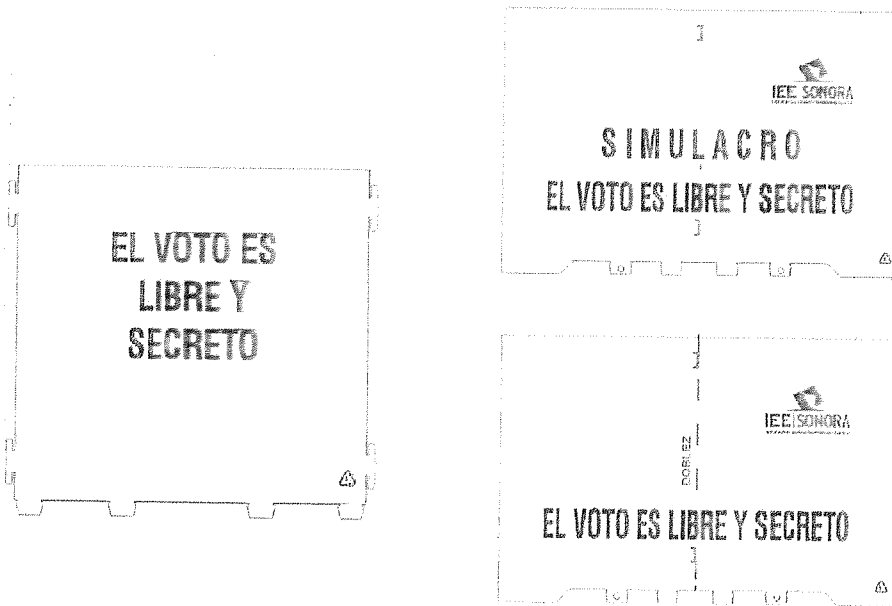 EL VOTO ES
LIBRE Y
SECRETO
IEE SONORA
SIMULACRO
EL VOTO ES LIBRE Y SECRETO
IEE SONORA
DOBLEZ
EL VOTO ES LIBRE Y SECRETO